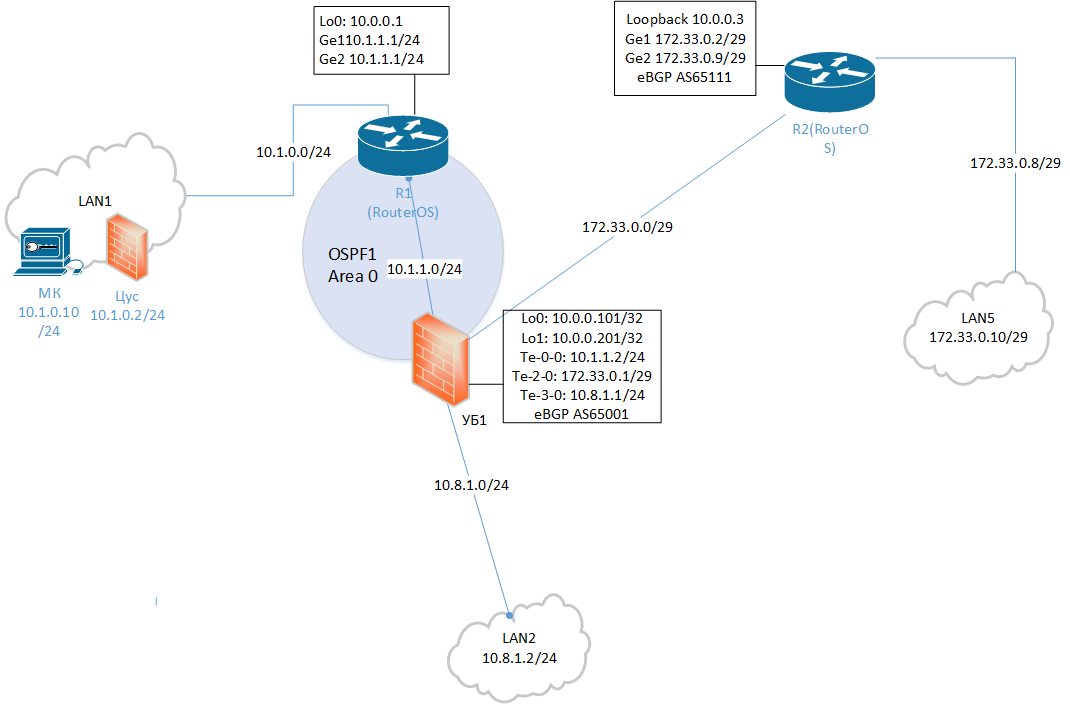 Lo0: 10.0.0.1
Ge110.1.1.1/24
Ge2 10.1.1.1/24
Loopback 10.0.0.3
Ge1 172.33.0.2/29
Ge2 172.33.0.9/29
eBGP AS65111
R2(RouterO
S)
10.1.0.0/24
172.33.0.8/29
LAN1
R1
(RouterOS)
172.33.0.0/29
OSPF1
Area 0
10.1.1.0/24
МК
10.1.0.10
/24
Цус
10.1.0.2/24
Lo0: 10.0.0.101/32
Lo1: 10.0.0.201/32
Te-0-0: 10.1.1.2/24
Te-2-0: 172.33.0.1/29
Te-3-0: 10.8.1.1/24
eBGP AS65001
LAN5
172.33.0.10/29
УБ1
10.8.1.0/24
LAN2
10.8.1.2/24